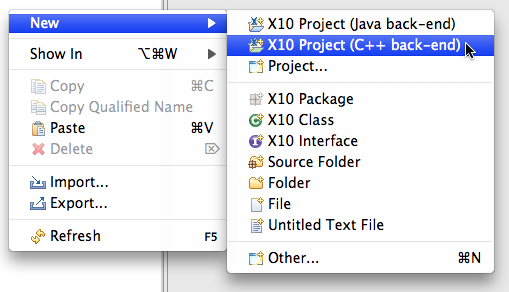 New
Show In ⌥⌘W
Copy ⌘C
Copy Qualified Name
Paste ⌘V
Delete ⌦
Import...
Export...
Refresh F5
X10 Project (Java back-end)
X10 Project (C++ back-end)
Project...
X10 Package
X10 Class
X10 Interface
Source Folder
Folder
File
Untitled Text File
Other... ⌘N